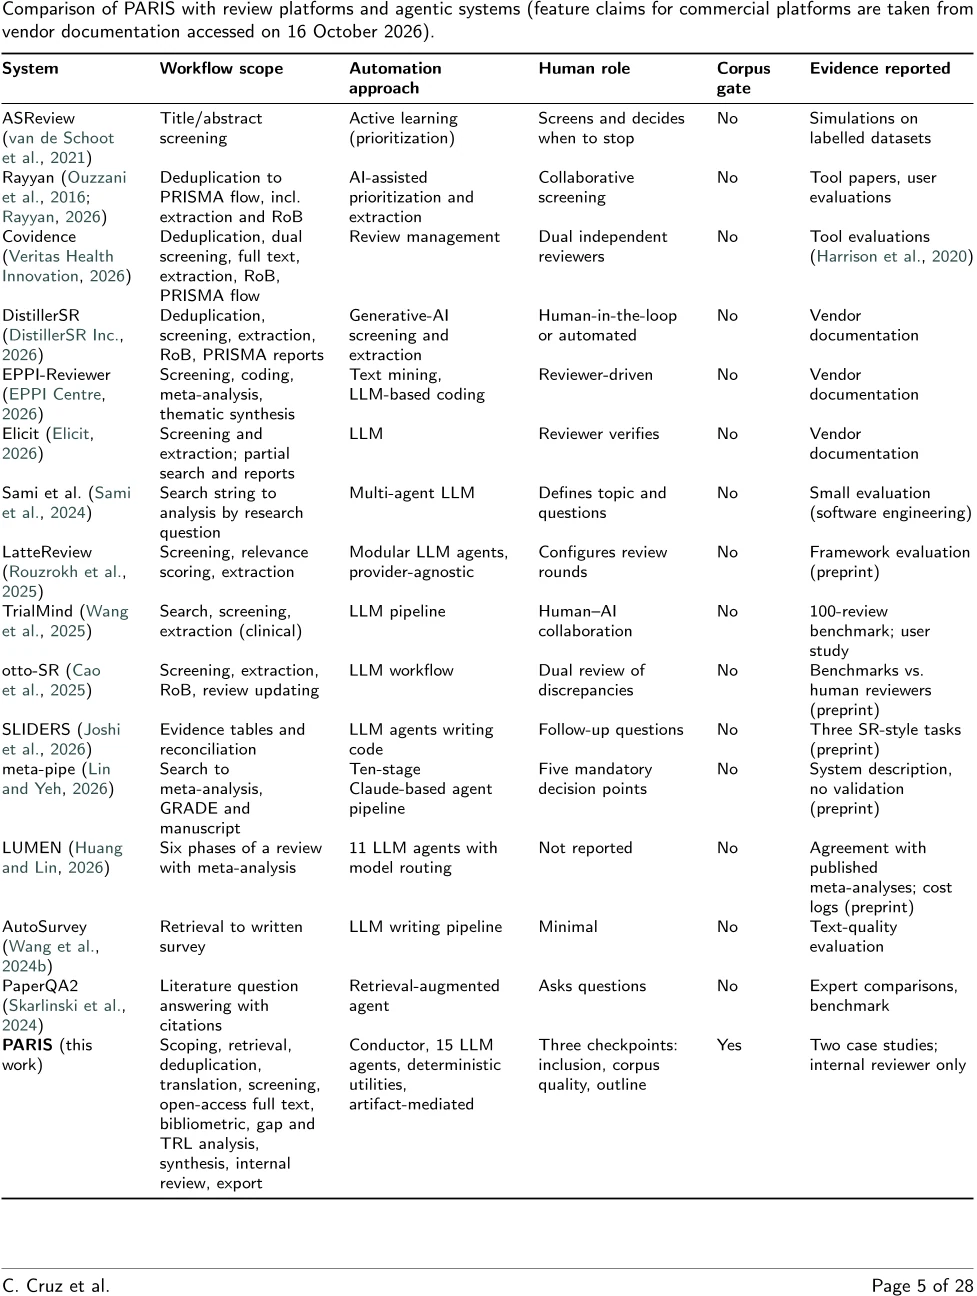 Comparison of PARIS with review platforms and agentic systems (feature claims for commercial platforms are taken from
vendor documentation accessed on 16 October 2026).
System Workflow scope Automation approach Human role Corpus gate Evidence reported
ASReview (van de Schoot et al., 2021) Title/abstract screening Active learning (prioritization) Screens and decides when to stop No Simulations on labelled datasets
Rayyan (Ouzzani et al., 2016; Rayyan, 2026) Deduplication to PRISMA flow, incl. extraction and RoB AI-assisted prioritization and extraction Collaborative screening No Tool papers, user evaluations
Covidence (Veritas Health Innovation, 2026) Deduplication, dual screening, full text, extraction, RoB, PRISMA flow Review management Dual independent reviewers No Tool evaluations (Harrison et al., 2020)
DistillerSR (DistillerSR Inc., 2026) Deduplication, screening, extraction, RoB, PRISMA reports Generative-AI screening and extraction Human-in-the-loop or automated No Vendor documentation
EPPI-Reviewer (EPPI Centre, 2026) Screening, coding, meta-analysis, thematic synthesis Text mining, LLM-based coding Reviewer-driven No Vendor documentation
Elicit (Elicit, 2026) Screening and extraction; partial search and reports LLM Reviewer verifies No Vendor documentation
Sami et al. (Sami et al., 2024) Search string to analysis by research question Multi-agent LLM Defines topic and questions No Small evaluation (software engineering)
LatteReview (Rouzrokh et al., 2025) Screening, relevance scoring, extraction Modular LLM agents, provider-agnostic Configures review rounds No Framework evaluation (preprint)
TrialMind (Wang et al., 2025) Search, screening, extraction (clinical) LLM pipeline Human–AI collaboration No 100-review benchmark; user study
otto-SR (Cao et al., 2025) Screening, extraction, RoB, review updating LLM workflow Dual review of discrepancies No Benchmarks vs. human reviewers (preprint)
SLIDERS (Joshi et al., 2026) Evidence tables and reconciliation LLM agents writing code Follow-up questions No Three SR-style tasks (preprint)
meta-pipe (Lin and Yeh, 2026) Search to meta-analysis, GRADE and manuscript Ten-stage Claude-based agent pipeline Five mandatory decision points No System description, no validation (preprint)
LUMEN (Huang and Lin, 2026) Six phases of a review with meta-analysis 11 LLM agents with model routing Not reported No Agreement with published meta-analyses; cost logs (preprint)
AutoSurvey (Wang et al., 2024b) Retrieval to written survey LLM writing pipeline Minimal No Text-quality evaluation
PaperQA2 (Skarlinski et al., 2024) Literature question answering with citations Retrieval-augmented agent Asks questions No Expert comparisons, benchmark
PARIS (this work) Scoping, retrieval, deduplication, translation, screening, open-access full text, bibliometric, gap and TRL analysis, synthesis, internal review, export Conductor, 15 LLM agents, deterministic utilities, artifact-mediated Three checkpoints: inclusion, corpus quality, outline Yes Two case studies; internal reviewer only
C. Cruz et al. Page 5 of 28